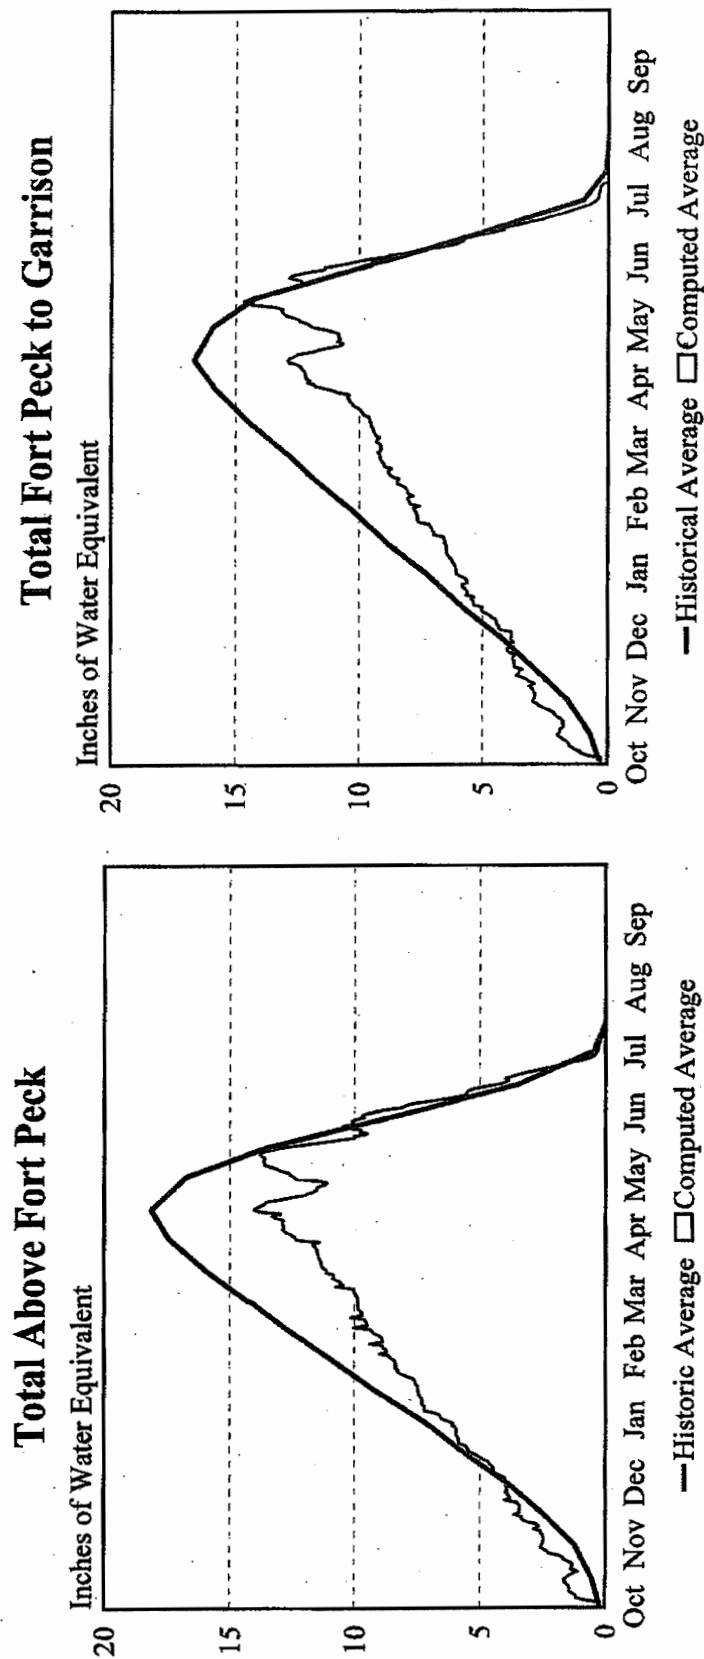 Total Above Fort Peck
Inches of Water Equivalent
20
15
10
5
0
Oct Nov Dec Jan Feb Mar Apr May Jun Jul Aug Sep
Historic Average Computed Average
Total Fort Peck to Garrison
Inches of Water Equivalent
20
15
10
5
0
Oct Nov Dec Jan Feb Mar Apr May Jun Jul Aug Sep
Historical Average Computed Average